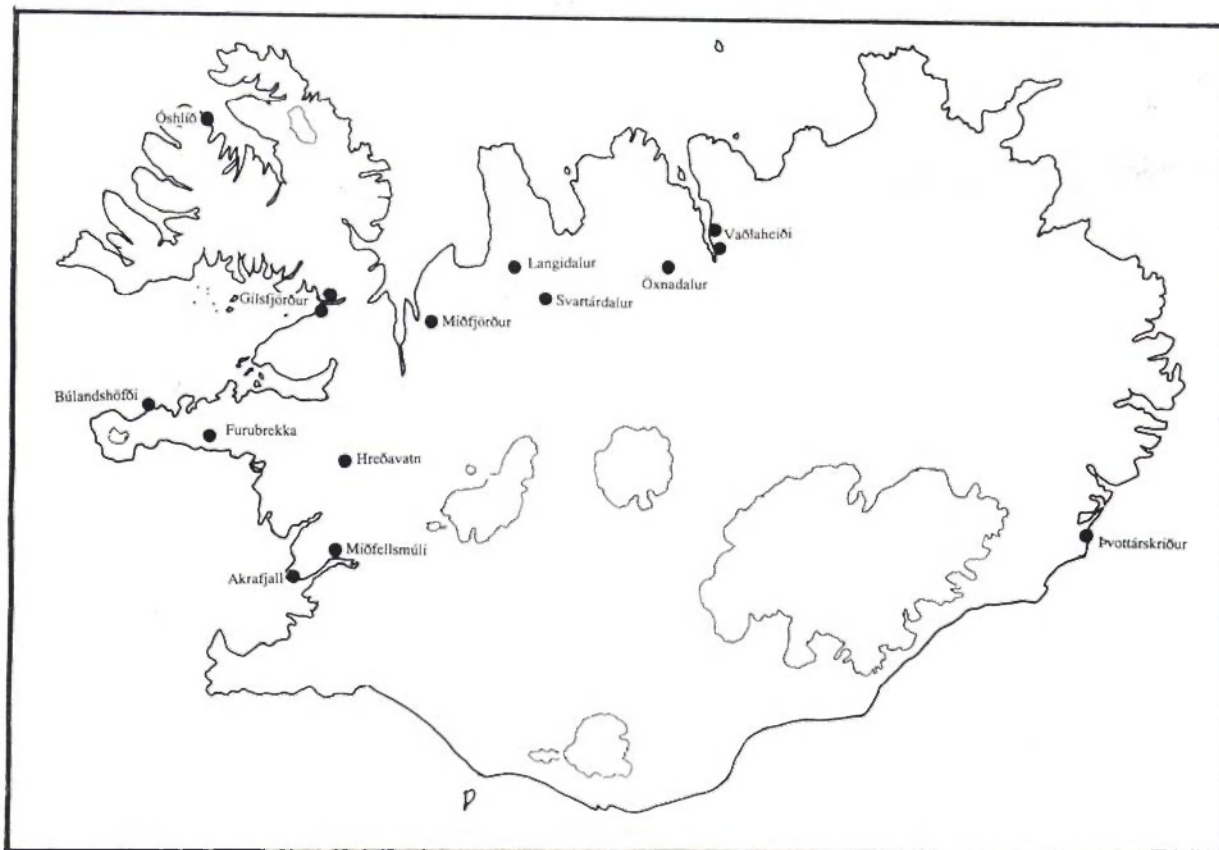 Óshlíð
Vaðlaheiði
Langidalur
Öxnadalur
Gilsfjörður
Svartárdalur
Miðfjörður
Búlandshöfði
Furubrekka
Hreðavatn
Þvottárskriður
Miðfellsmúli
Akrafjall